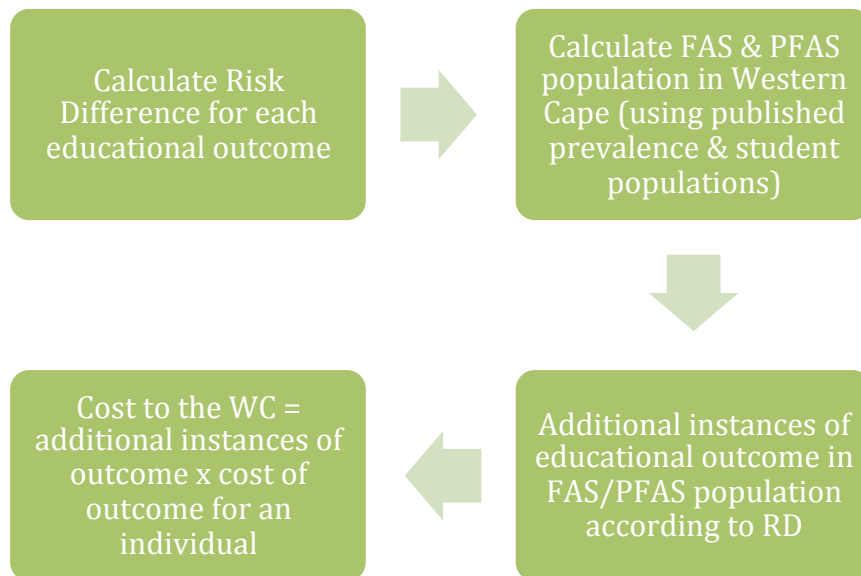 Calculate Risk
Difference for each
educational outcome
Calculate FAS & PFAS
population in Western
Cape (using published
prevalence & student
populations)
Additional instances of
educational outcome in
FAS/PFAS population
according to RD
Cost to the WC =
additional instances of
outcome x cost of
outcome for an
individual